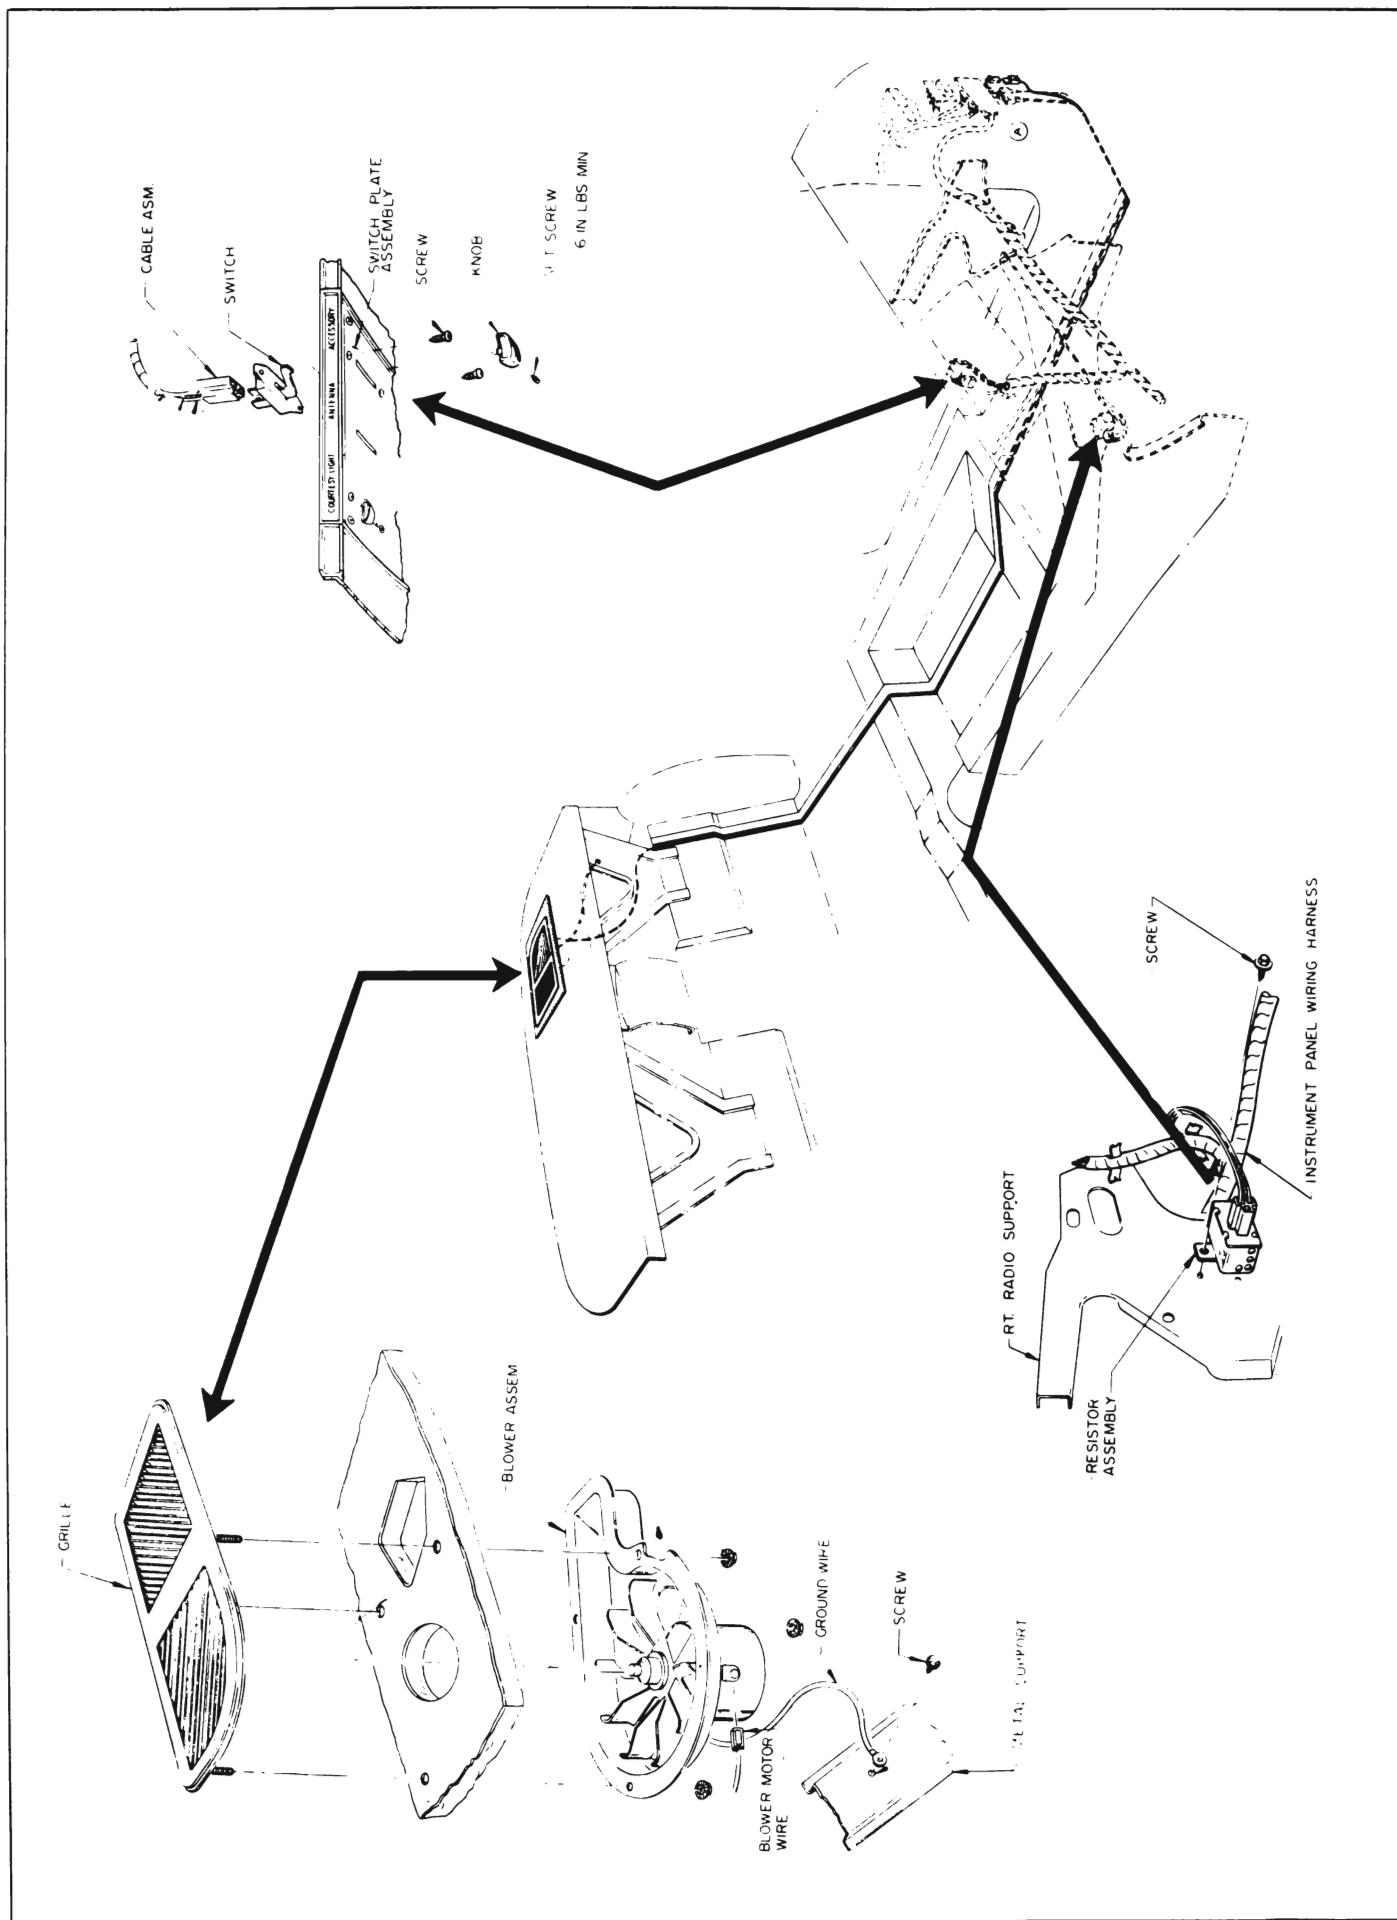 GRILLE
BLOWER ASSEM
GROUND WIRE
SCREW
BLOWER MOTOR
WIRE
SUPPORT
CABLE ASM.
SWITCH
COURTESY LIGHT ANTENNA ACCESSORY
SWITCH PLATE
ASSEMBLY
SCREW
KNOB
SCREW
6 IN LBS MIN
A
RT. RADIO SUPPORT
RESISTOR
ASSEMBLY
SCREW
INSTRUMENT PANEL WIRING HARNESS